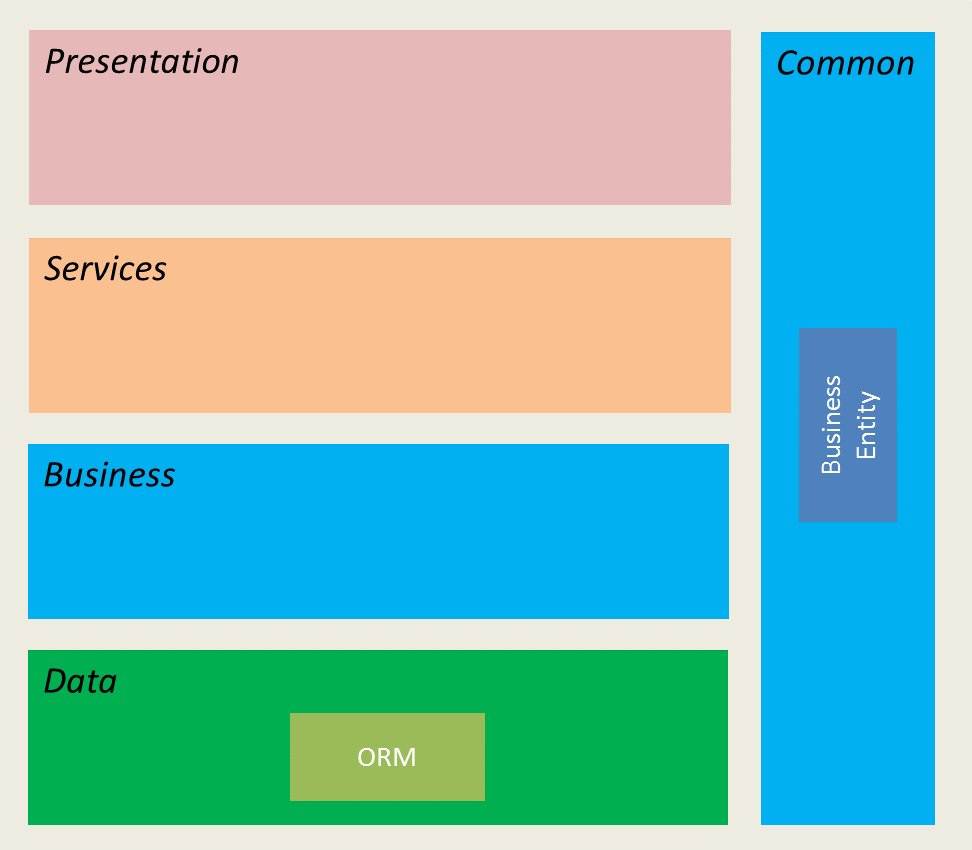 Presentation
Common
Services
Business
Entity
Business
Data
ORM